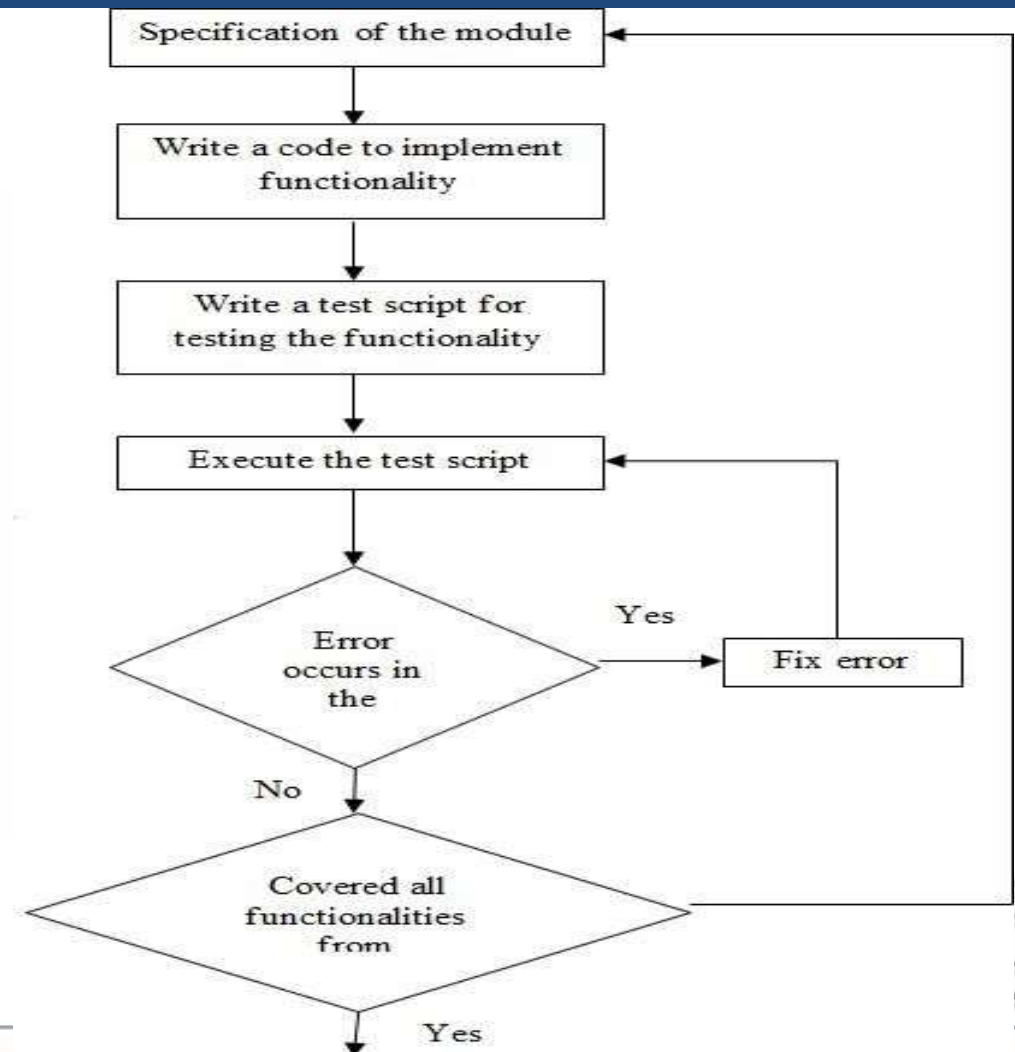 Specification of the module
Write a code to implement
functionality
Write a test script for
testing the functionality
Execute the test script
Error
occurs in
the
Yes
Fix error
No
Covered all
functionalities
from
Yes